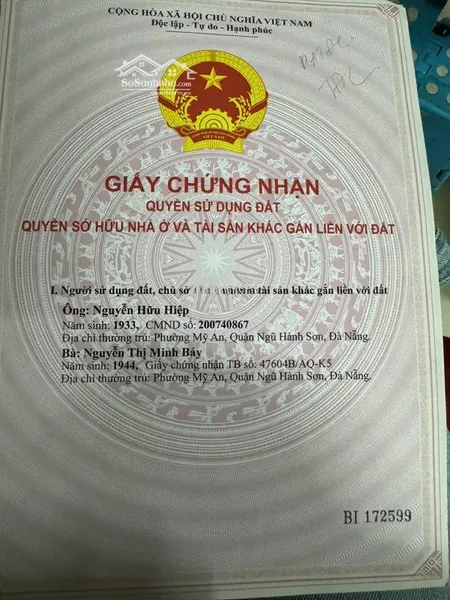 CỘNG HÒA XÃ HỘI CHỦ NGHĨA VIỆT NAM
Độc lập - Tự do - Hạnh phúc
SoSanhNha.com
VIỆT NAM
GIẤY CHỨNG NHẬN
QUYỀN SỬ DỤNG ĐẤT
QUYỀN SỞ HỮU NHÀ Ở VÀ TÀI SẢN KHÁC GẮN LIỀN VỚI ĐẤT
I. Người sử dụng đất, chủ sở tài sản khác gắn liền với đất
Ông: Nguyễn Hữu Hiệp
Năm sinh: 1933, CMND số: 200740867
Địa chỉ thường trú: Phường Mỹ An, Quận Ngũ Hành Sơn, Đà Nẵng.
Bà: Nguyễn Thị Minh Bảy
Năm sinh: 1944, Giấy chứng nhận TB số: 47604B/AQ-K5
Địa chỉ thường trú: Phường Mỹ An, Quận Ngũ Hành Sơn, Đà Nẵng.
BI 172599